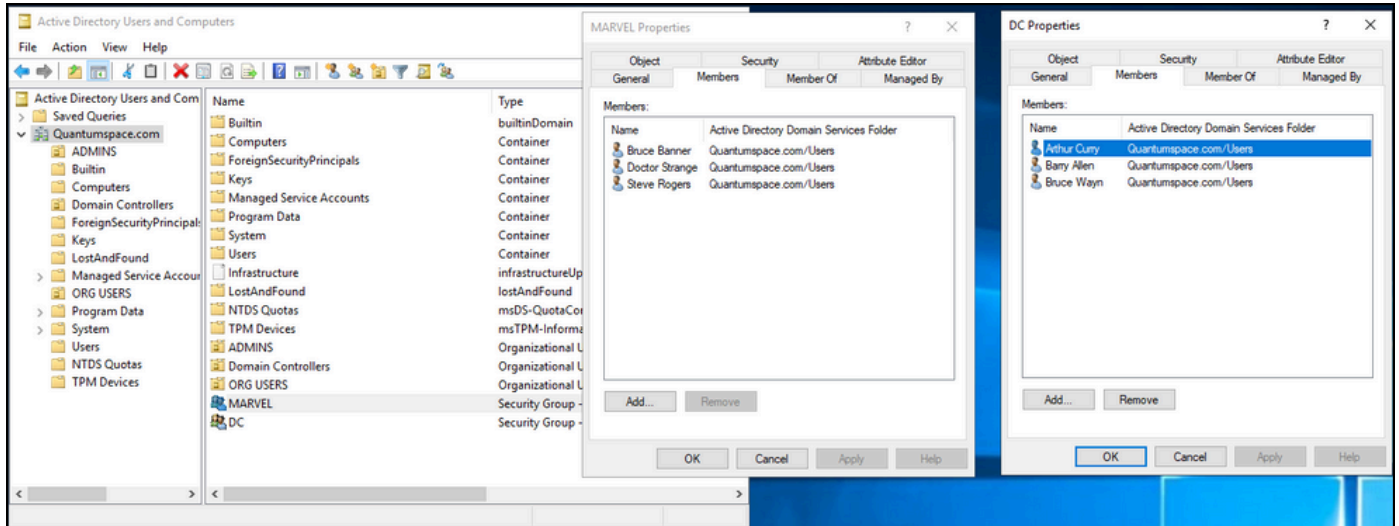 Active Directory Users and Computers
File Action View Help
Active Directory Users and Com
Saved Queries
Quantumspace.com
ADMINS
Builtin
Computers
Domain Controllers
ForeignSecurityPrincipals
Keys
LostAndFound
Managed Service Accour
ORG USERS
Program Data
System
Users
NTDS Quotas
TPM Devices
Name Type
Builtin builtinDomain
Computers Container
ForeignSecurityPrincipals Container
Keys Container
Managed Service Accounts Container
Program Data Container
System Container
Users Container
Infrastructure infrastructureUp
LostAndFound lostAndFound
NTDS Quotas msDS-QuotaCor
TPM Devices msTPM-Informa
ADMINS Organizational U
Domain Controllers Organizational U
ORG USERS Organizational U
MARVEL Security Group -
DC Security Group -
MARVEL Properties ?
Object Security Attribute Editor
General Members Member Of Managed By
Members:
Name Active Directory Domain Services Folder
Bruce Banner Quantumspace.com/Users
Doctor Strange Quantumspace.com/Users
Steve Rogers Quantumspace.com/Users
Add... Remove
OK Cancel Apply Help
DC Properties ?
Object Security Attribute Editor
General Members Member Of Managed By
Members:
Name Active Directory Domain Services Folder
Arthur Curry Quantumspace.com/Users
Barry Allen Quantumspace.com/Users
Bruce Wayn Quantumspace.com/Users
Add... Remove
OK Cancel Apply Help